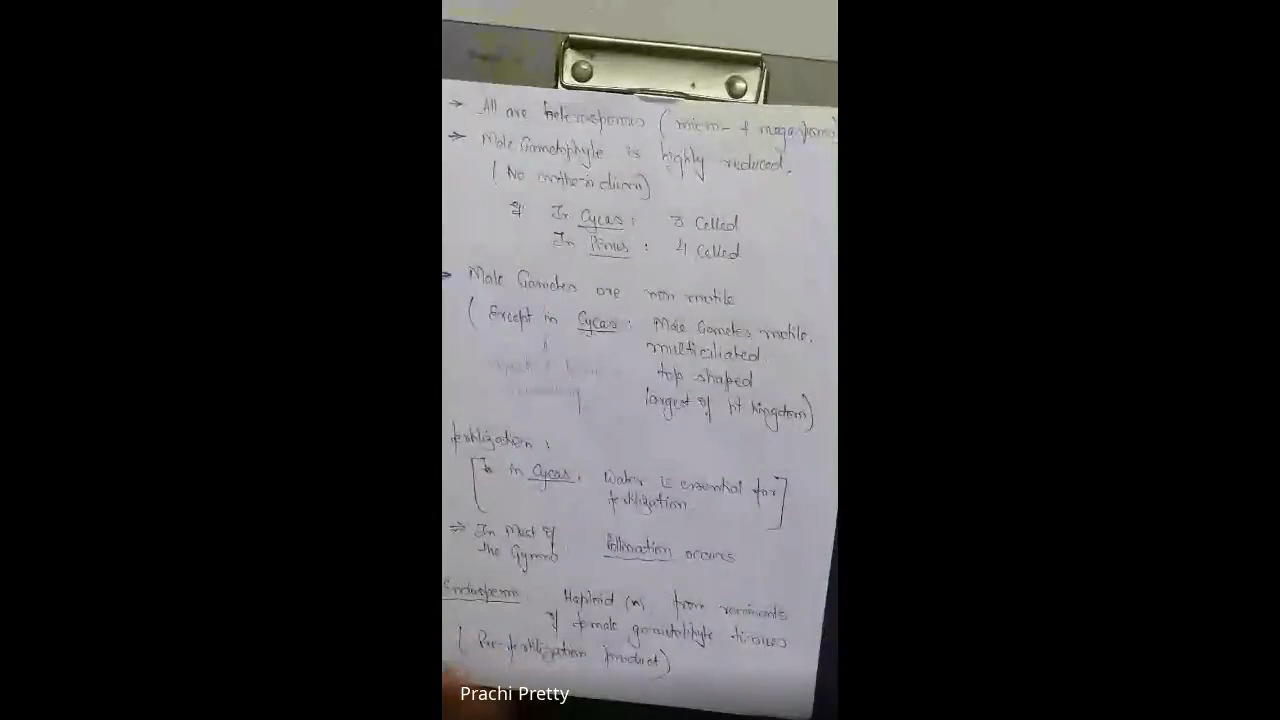 → All are heterosporous ( micro- & megaspores
→ Male Gametophyte is highly reduced.
( No antheridium)
In Cycas : 3 Celled
In Pinus : 4 Celled
Male Gametes are non motile
( Except in Cycas : Male Gametes motile.
multiciliated
top shaped
largest of pt kingdom)
fertilization :
[ in Cycas, Water is essential for
fertilization ]
⇒ In Most of
the Gymno Pollination occurs
Endosperm Haploid (n) from remnants
of female gametophyte tissues
( Pre-fertilization product)
Prachi Pretty